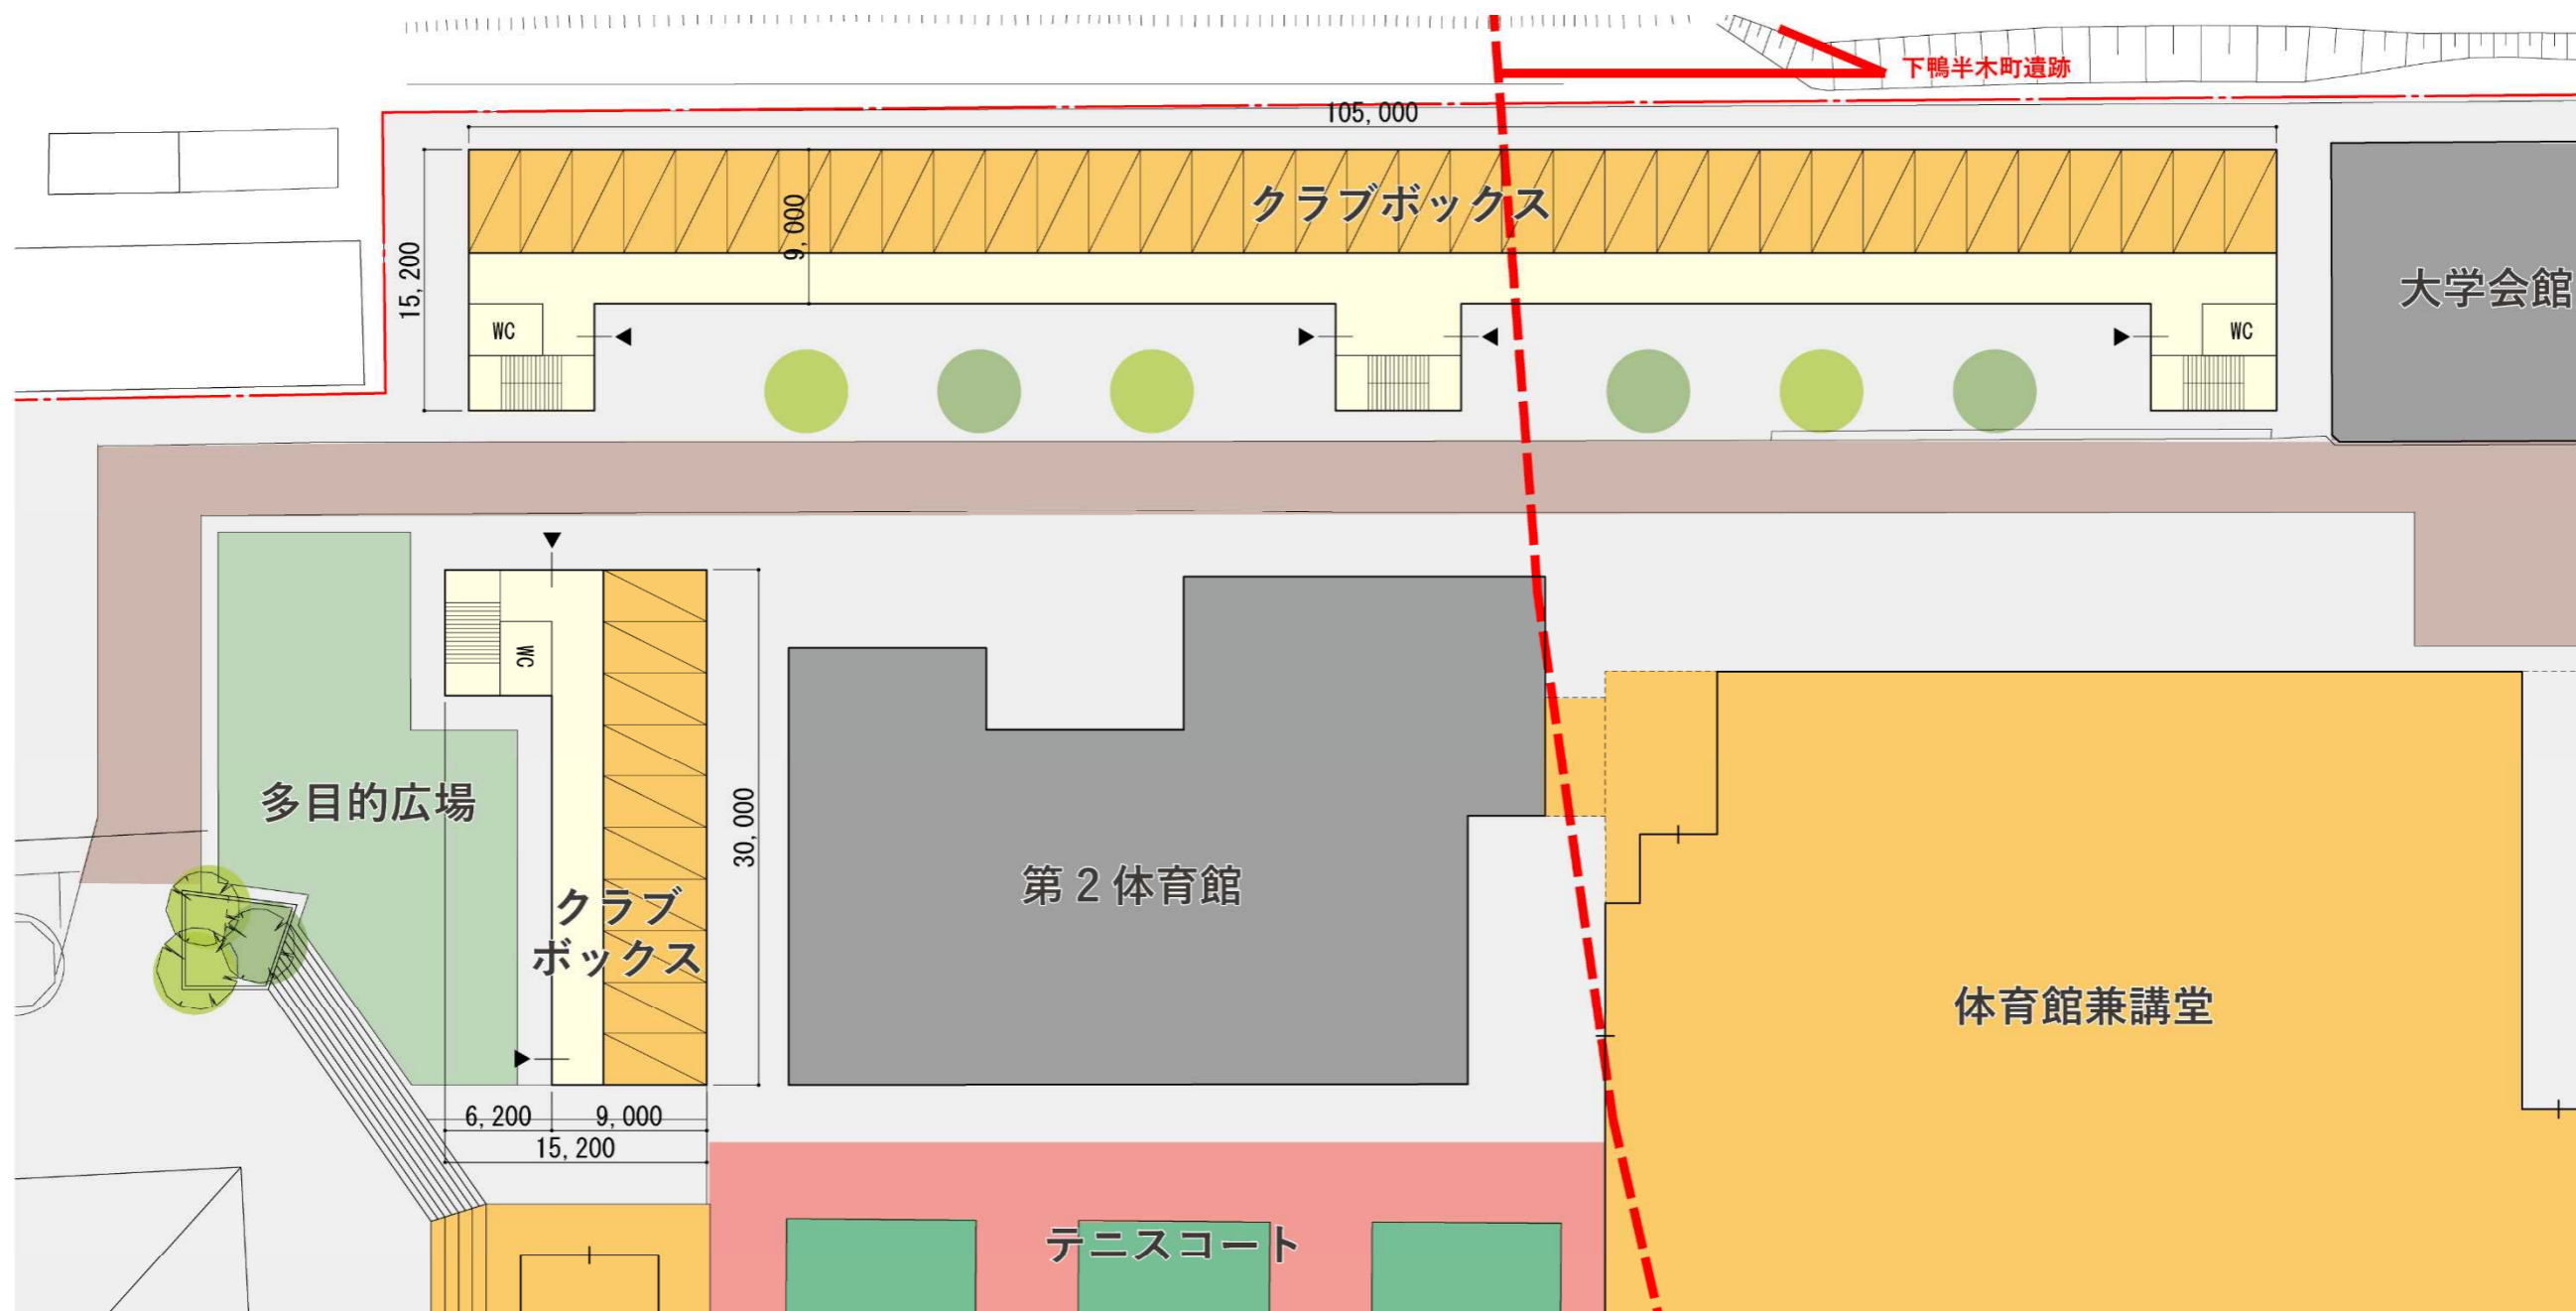 下鴨半木町遺跡
105,000
クラブボックス
9,000
15,200
大学会館
WC
WC
WC
多目的広場
30,000
クラブ
ボックス
第2体育館
体育館兼講堂
6,200
9,000
15,200
テニスコート